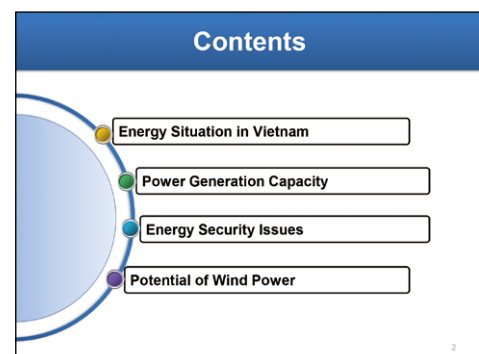 Contents
Energy Situation in Vietnam
Power Generation Capacity
Energy Security Issues
Potential of Wind Power
2